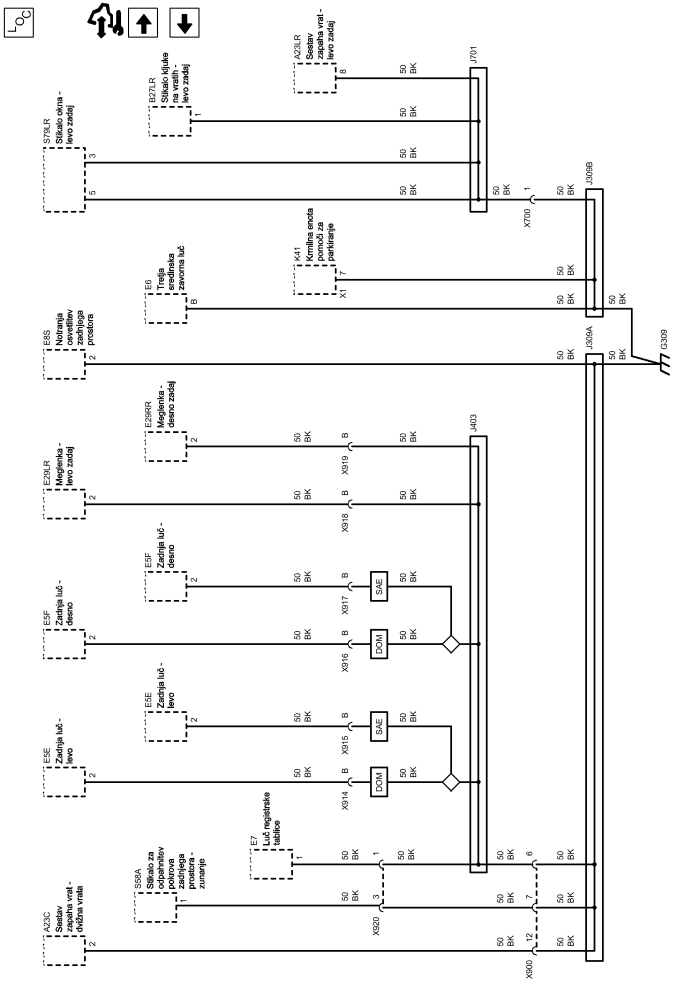 LOC
A23C
Sestav
zapaha vrat -
dvižna vrata
2
S58A
Stikalo za
odpahnitev
pokrova
zadnjega
prostora -
zunanje
1
E7
Luč registrske
tablice
1
E5E
Zadnja luč -
levo
2
E5E
Zadnja luč -
levo
2
E5F
Zadnja luč -
desno
2
E5F
Zadnja luč -
desno
2
E29LR
Meglenka -
levo zadaj
2
E29RR
Meglenka -
desno zadaj
2
E8S
Notranja
osvetlitev
zadnjega
prostora
2
E6
Tretja
sredinska
zavorna luč
B
K41
Krmilna enota
pomoči za
parkiranje
7
X1
S79LR
Stikalo okna -
levo zadaj
5
3
B27LR
Stikalo kljuke
na vratih -
levo zadaj
1
A23LR
Sestav
zapaha vrat -
levo zadaj
8
50 BK
50 BK
50 BK
50 BK
J701
50 BK
X700
1
50 BK
J309B
50 BK
50 BK
50 BK
50 BK
50 BK
J309A
G309
50 BK
X914
B
DOM
50 BK
50 BK
X915
B
SAE
50 BK
50 BK
X916
B
DOM
50 BK
50 BK
X917
B
SAE
50 BK
50 BK
X918
B
50 BK
50 BK
X919
B
50 BK
J403
50 BK
X920
3
50 BK
1
50 BK
50 BK
X900
12
50 BK
50 BK
7
50 BK
50 BK
6
50 BK